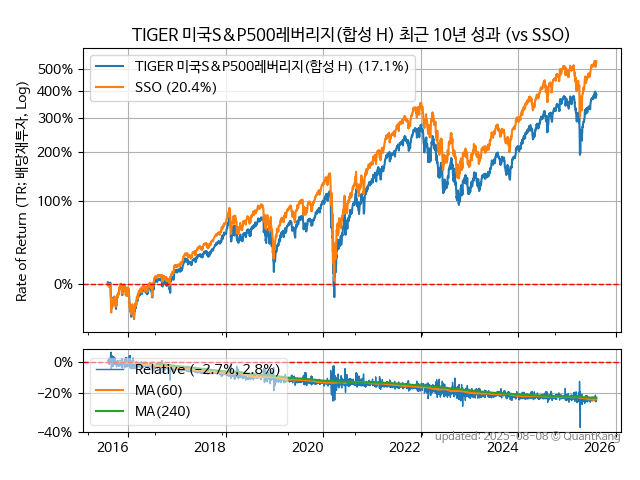 TIGER 미국S&P500레버리지(합성 H) 최근 10년 성과 (vs SSO)
Rate of Return (TR: 배당재투자, Log)
TIGER 미국S&P500레버리지(합성 H) (17.1%)
SSO (20.4%)
500%
400%
300%
200%
100%
0%
Relative (−2.7%, 2.8%)
MA(60)
MA(240)
0%
−20%
−40%
2016 2018 2020 2022 2024 2026
updated: 2025-08-08 © QuantKang